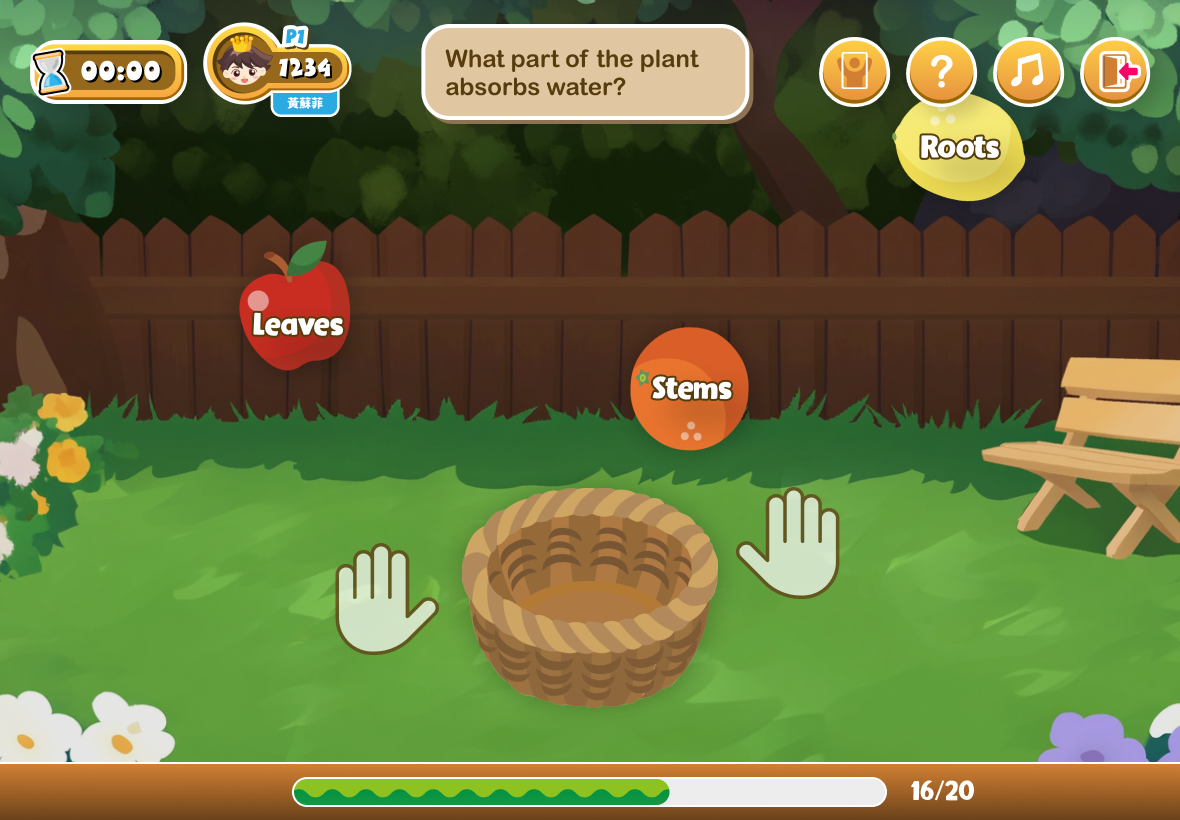 00:00
P1
1234
黃蘇菲
What part of the plant
absorbs water?
?
Roots
Leaves
Stems
16/20